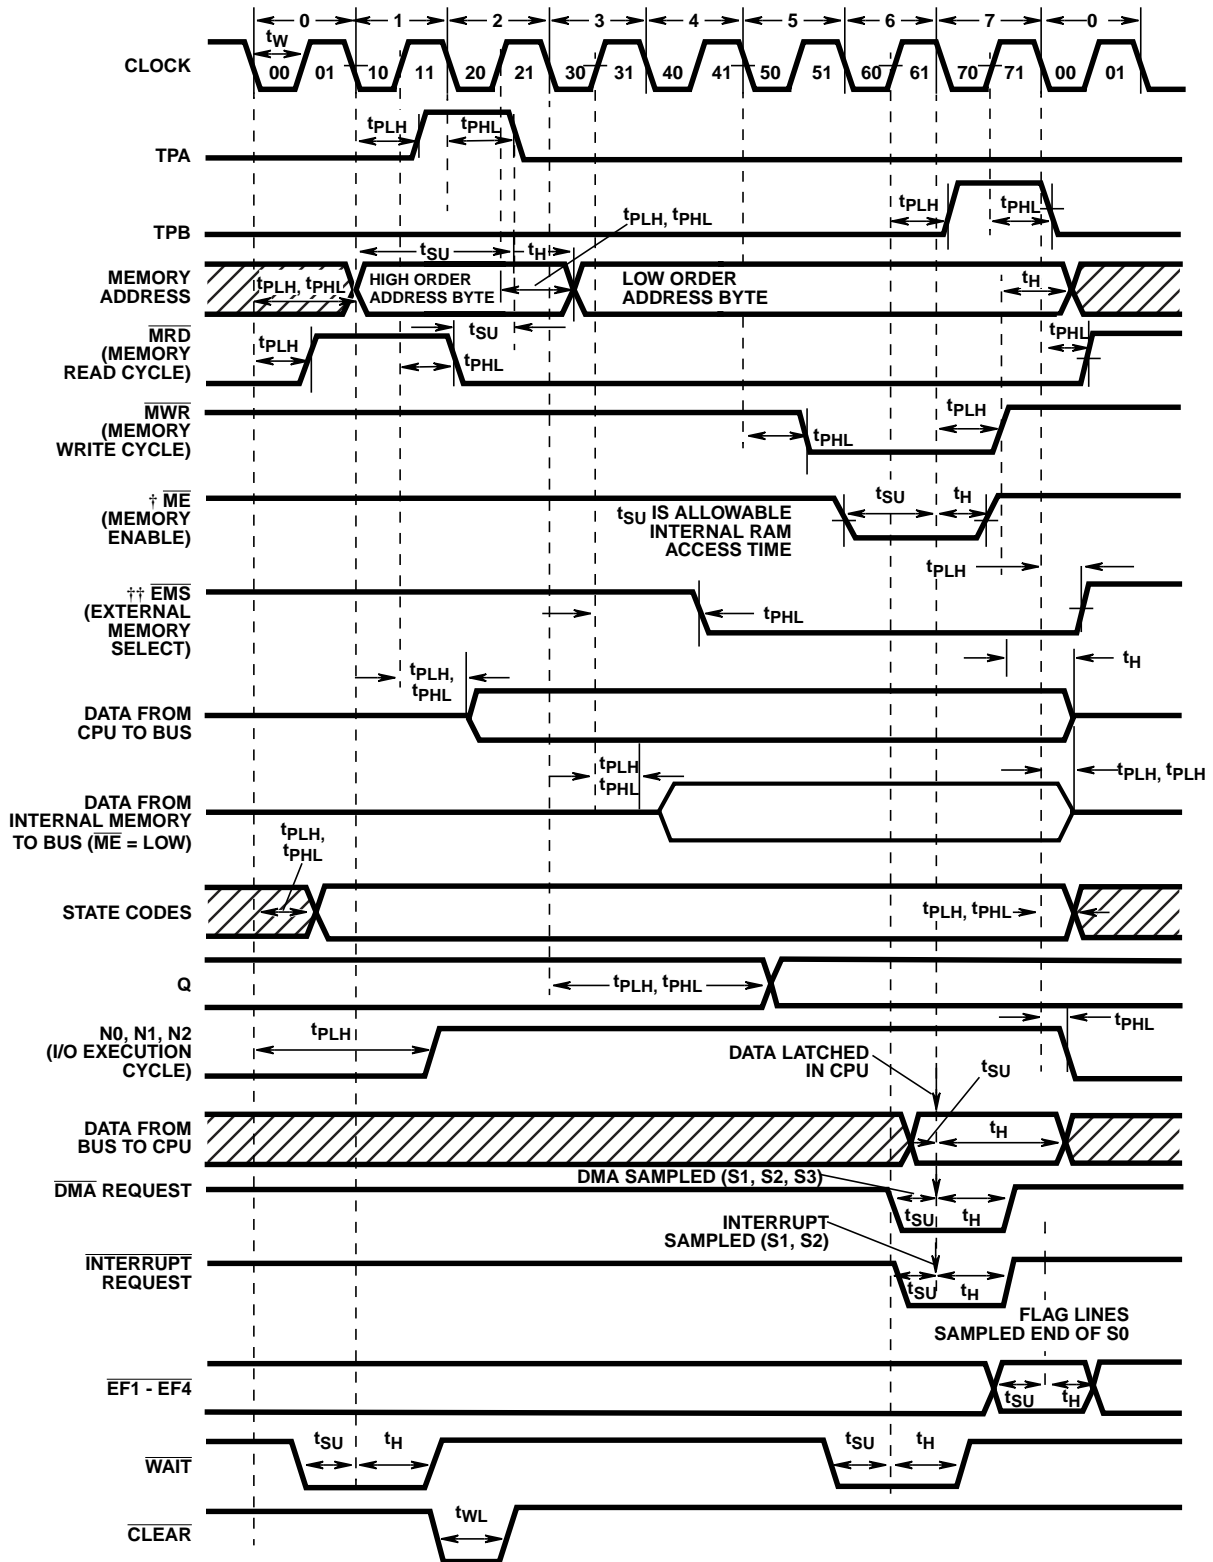 0 1 2 3 4 5 6 7 0
tW
CLOCK
00 01 10 11 20 21 30 31 40 41 50 51 60 61 70 71 00 01
tPLH tPHL
TPA
tPLH tPHL
TPB
tPLH, tPHL
tSU tH
MEMORY
ADDRESS
tPLH, tPHL
HIGH ORDER
ADDRESS BYTE
LOW ORDER
ADDRESS BYTE
tH
MRD
(MEMORY
READ CYCLE)
tPLH
tSU
tPHL
tPHL
MWR
(MEMORY
WRITE CYCLE)
tPHL
tPLH
† ME
(MEMORY
ENABLE)
tSU IS ALLOWABLE
INTERNAL RAM
ACCESS TIME
tSU tH
†† EMS
(EXTERNAL
MEMORY
SELECT)
tPHL
tPLH
tH
DATA FROM
CPU TO BUS
tPLH,
tPHL
DATA FROM
INTERNAL MEMORY
TO BUS (ME = LOW)
tPLH
tPHL
tPLH, tPLH
tPLH,
tPHL
STATE CODES
tPLH, tPHL
Q
tPLH, tPHL
N0, N1, N2
(I/O EXECUTION
CYCLE)
tPLH
tPHL
DATA LATCHED
IN CPU
tSU
DATA FROM
BUS TO CPU
tH
DMA SAMPLED (S1, S2, S3)
DMA REQUEST
tSU tH
INTERRUPT
SAMPLED (S1, S2)
INTERRUPT
REQUEST
tSU tH
FLAG LINES
SAMPLED END OF S0
EF1 - EF4
tSU tH
WAIT
tSU tH
tSU tH
CLEAR
tWL